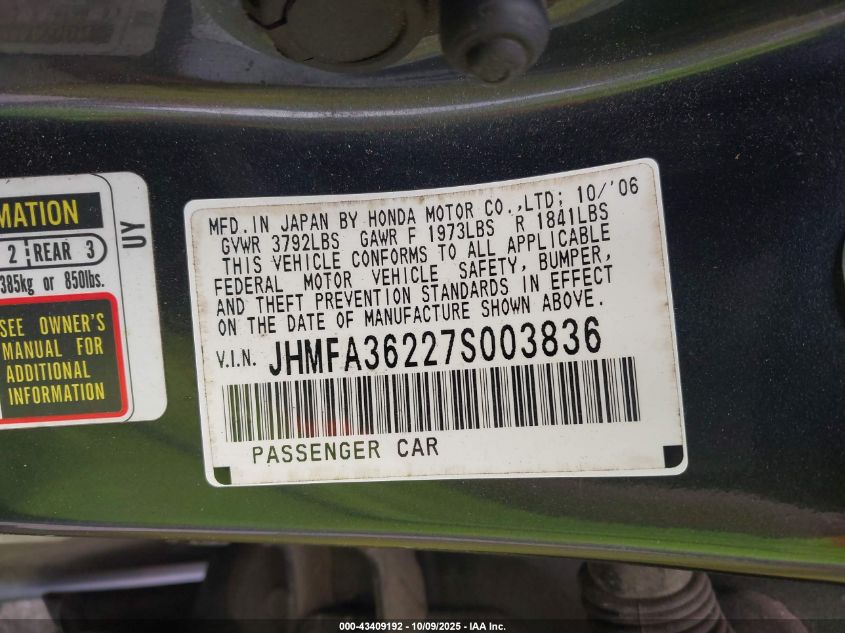 MATION
2 REAR 3
385kg or 850lbs.
SEE OWNER'S
MANUAL FOR
ADDITIONAL
INFORMATION
UY
MFD. IN JAPAN BY HONDA MOTOR CO.,LTD; 10/'06
GVWR 3792LBS GAWR F 1973LBS R 1841LBS
THIS VEHICLE CONFORMS TO ALL APPLICABLE
FEDERAL MOTOR VEHICLE SAFETY, BUMPER,
AND THEFT PREVENTION STANDARDS IN EFFECT
ON THE DATE OF MANUFACTURE SHOWN ABOVE.
V.I.N. JHMFA36227S003836
PASSENGER CAR
000-43409192 - 10/09/2025 - IAA Inc.